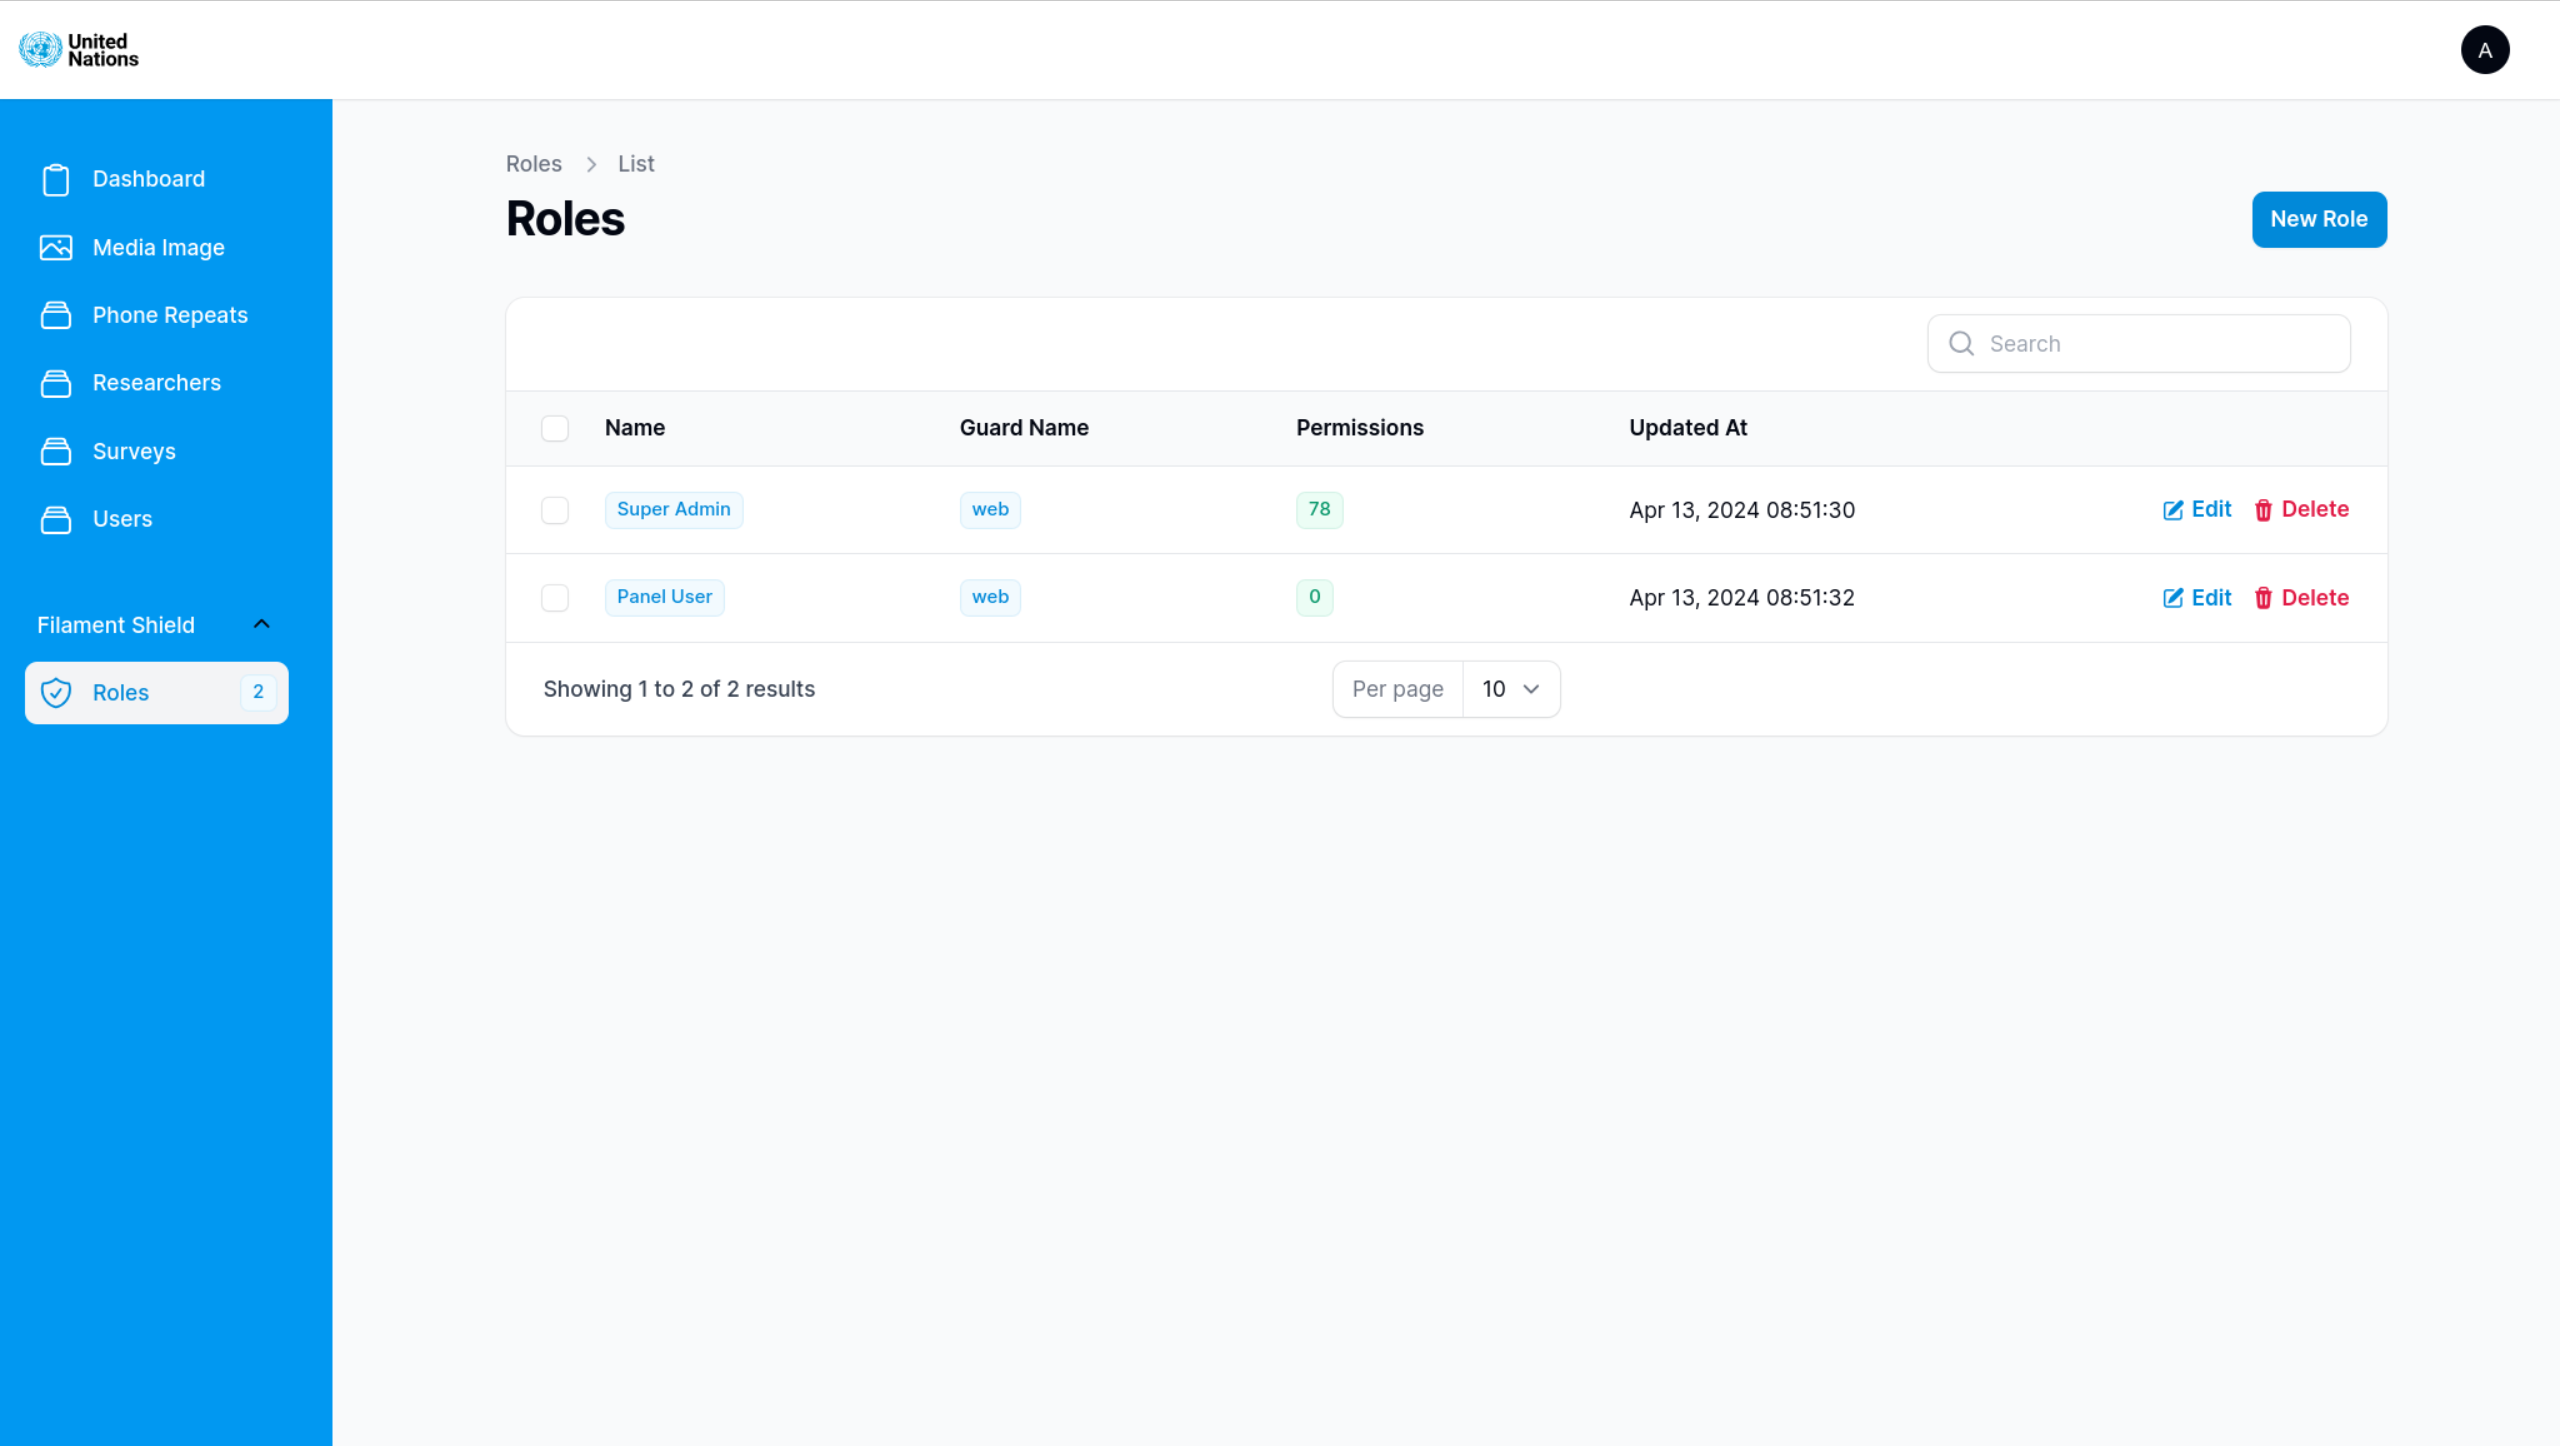 United
Nations
A
Dashboard
Media Image
Phone Repeats
Researchers
Surveys
Users
Filament Shield
Roles 2
Roles > List
Roles
New Role
Search
Name Guard Name Permissions Updated At
Super Admin web 78 Apr 13, 2024 08:51:30 Edit Delete
Panel User web 0 Apr 13, 2024 08:51:32 Edit Delete
Showing 1 to 2 of 2 results Per page 10